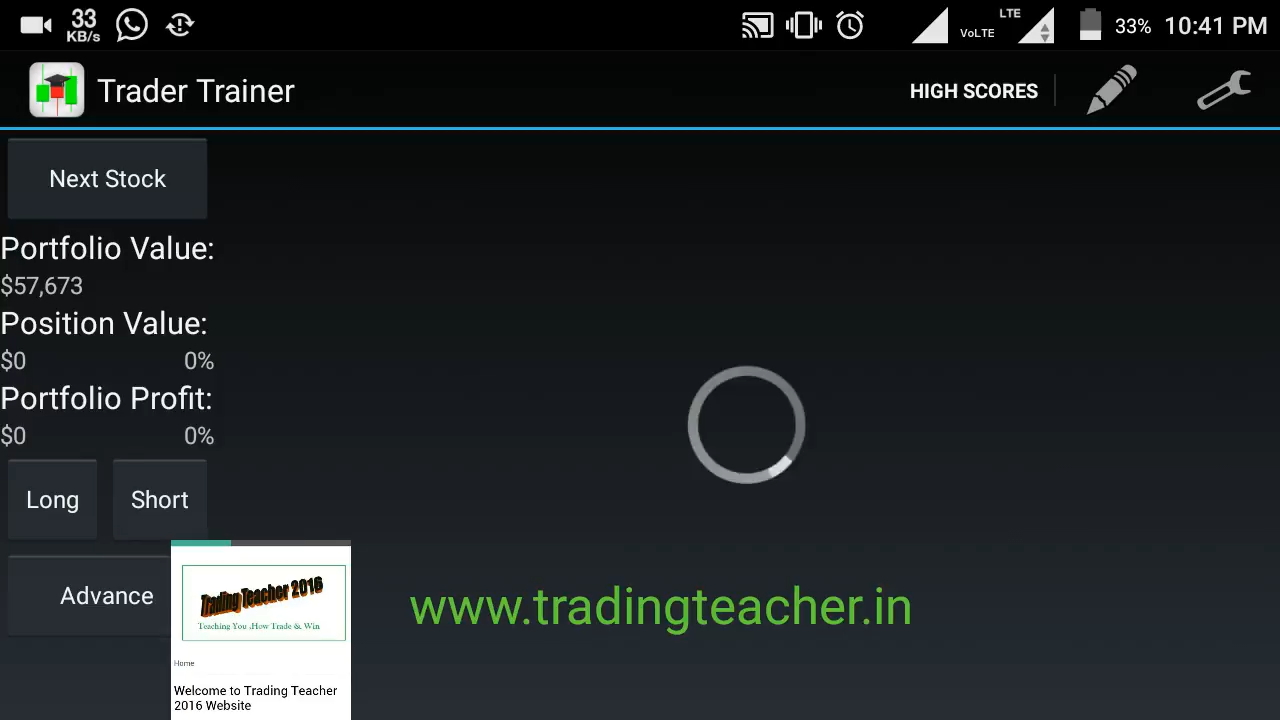 33
KB/s
VoLTE
LTE
33%
10:41 PM
Trader Trainer
HIGH SCORES
Next Stock
Portfolio Value:
$57,673
Position Value:
$0 0%
Portfolio Profit:
$0 0%
Long
Short
Advance
Trading Teacher 2016
Teaching You .How Trade & Win
Home
Welcome to Trading Teacher
2016 Website
www.tradingteacher.in